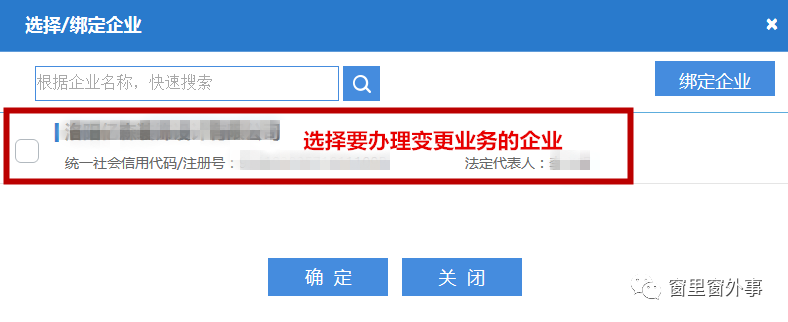 选择/绑定企业
根据企业名称，快速搜索
绑定企业
选择要办理变更业务的企业
统一社会信用代码/注册号：
法定代表人：
确 定
关 闭
窗里窗外事